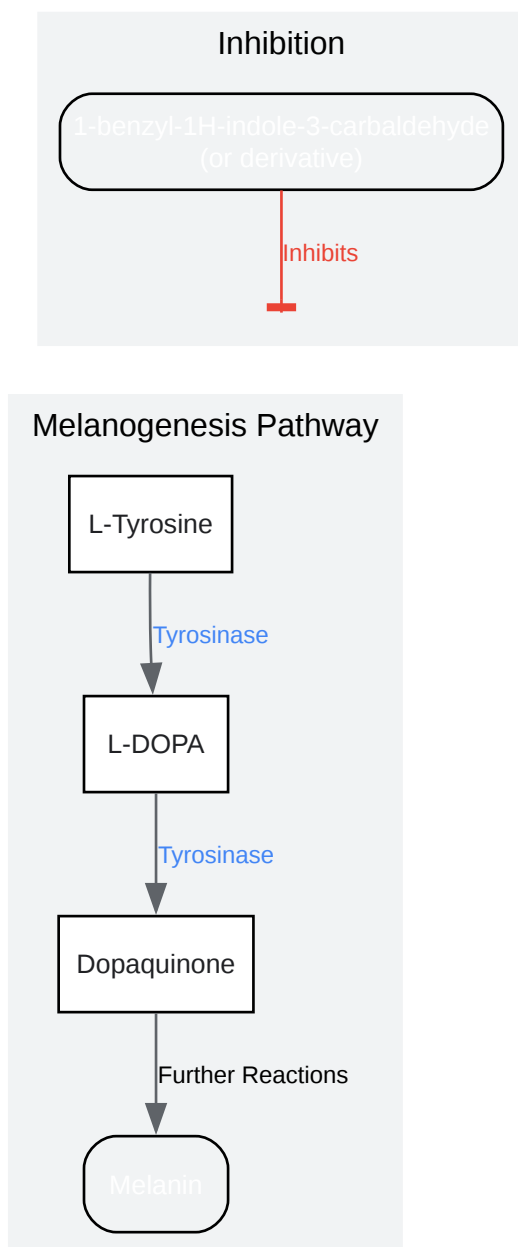 Inhibition
1-benzyl-1H-indole-3-carbaldehyde
(or derivative)
Inhibits
Melanogenesis Pathway
L-Tyrosine
Tyrosinase
L-DOPA
Tyrosinase
Dopaquinone
Further Reactions
Melanin